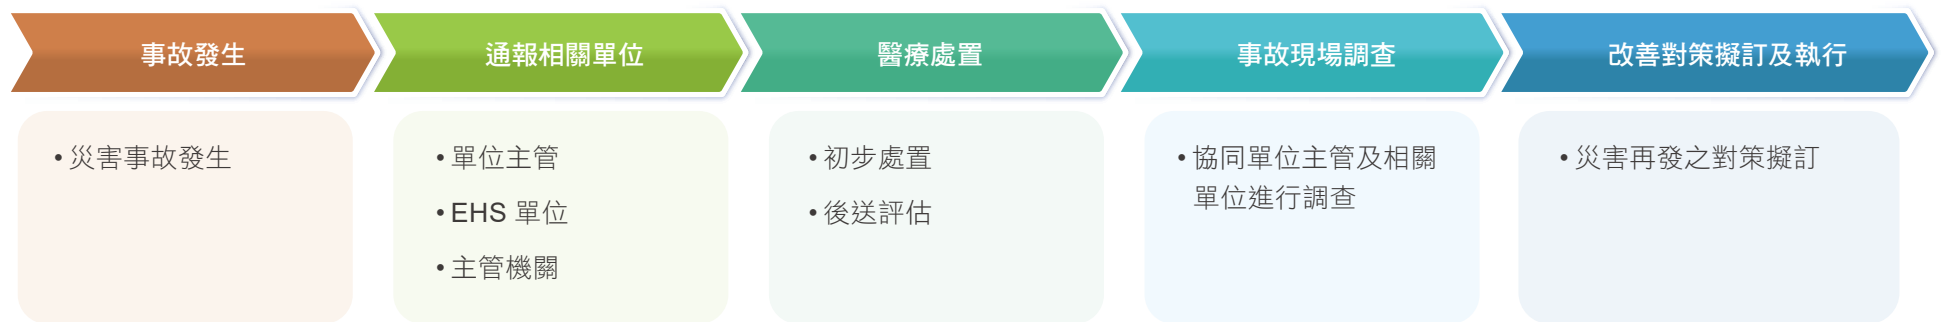 事故發生
通報相關單位
醫療處置
事故現場調查
改善對策擬訂及執行
• 災害事故發生
• 單位主管
• EHS 單位
• 主管機關
• 初步處置
• 後送評估
• 協同單位主管及相關
單位進行調查
• 災害再發之對策擬訂